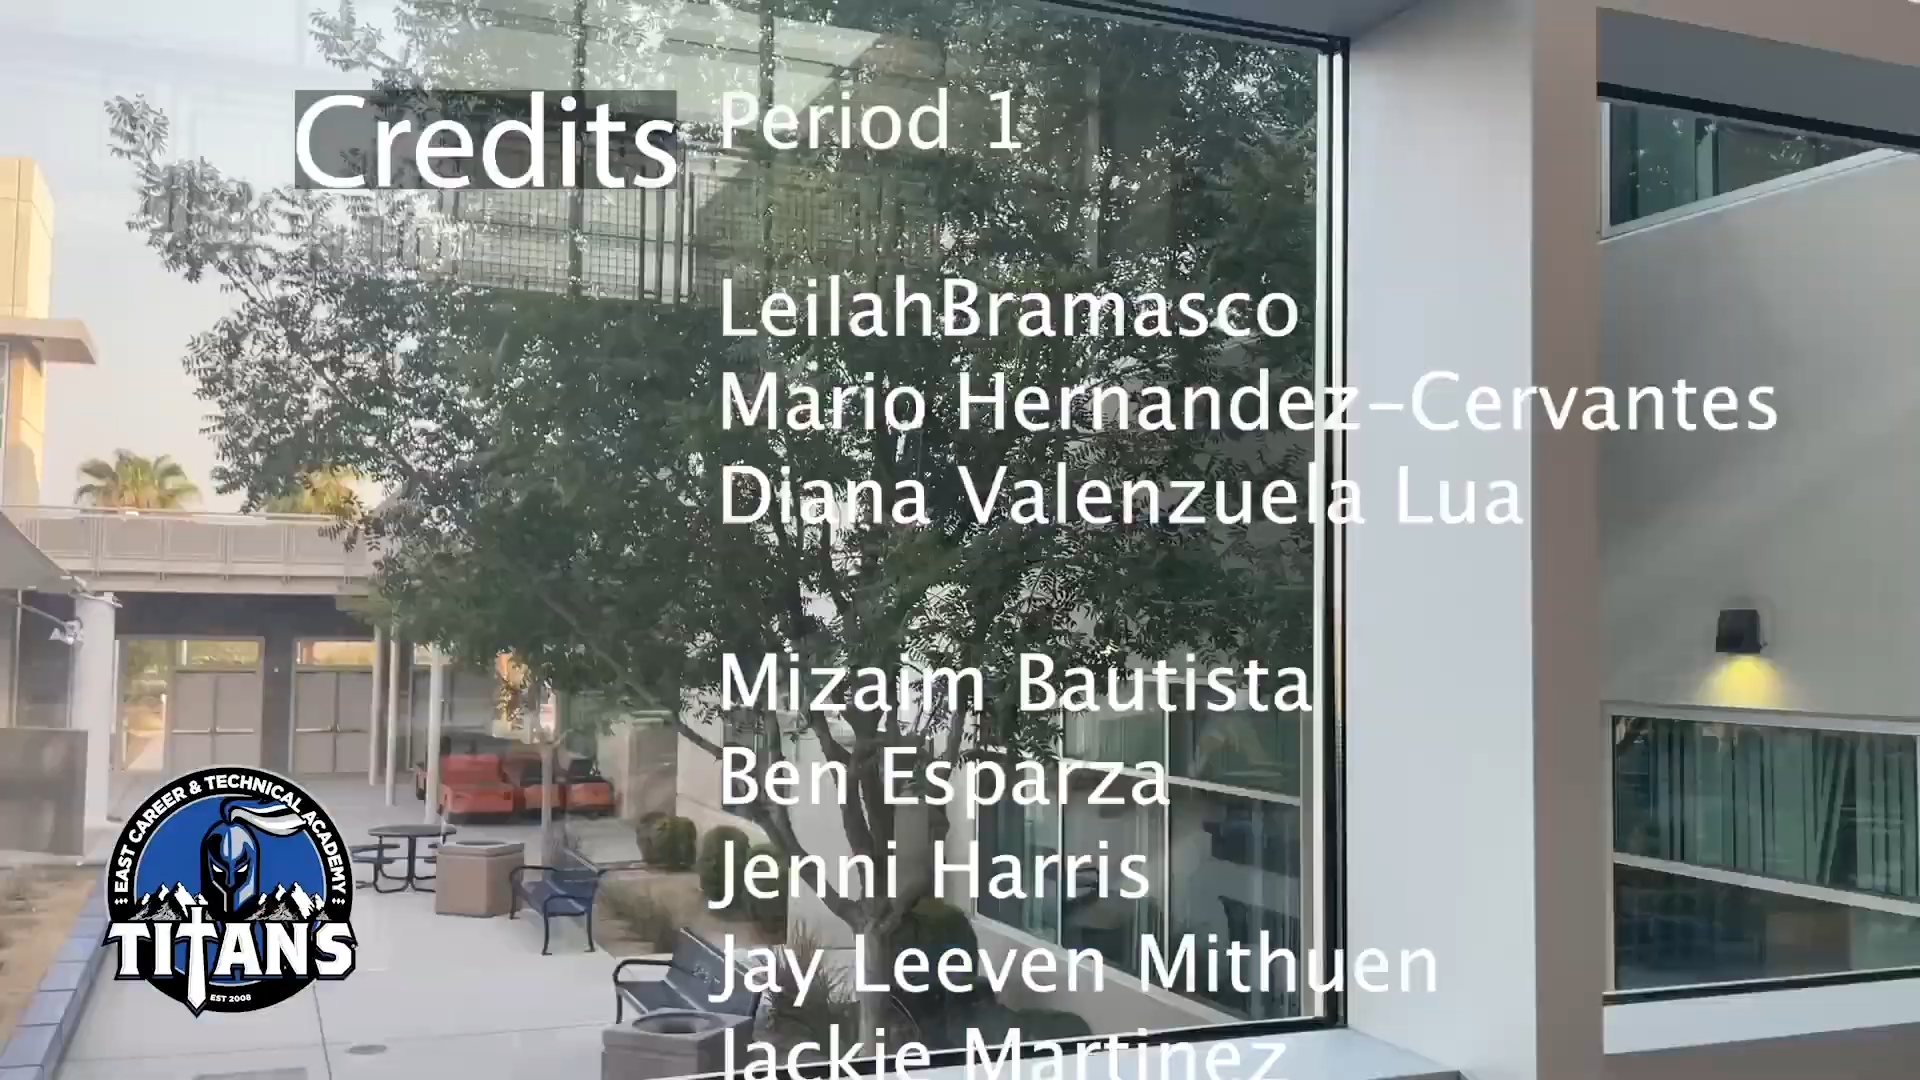 Credits
Period 1
LeilahBramasco
Mario Hernandez-Cervantes
Diana Valenzuela Lua
Mizaim Bautista
Ben Esparza
Jenni Harris
Jay Leeven Mithuen
Jackie Martinez
EAST CAREER & TECHNICAL ACADEMY
TITANS
EST 2008